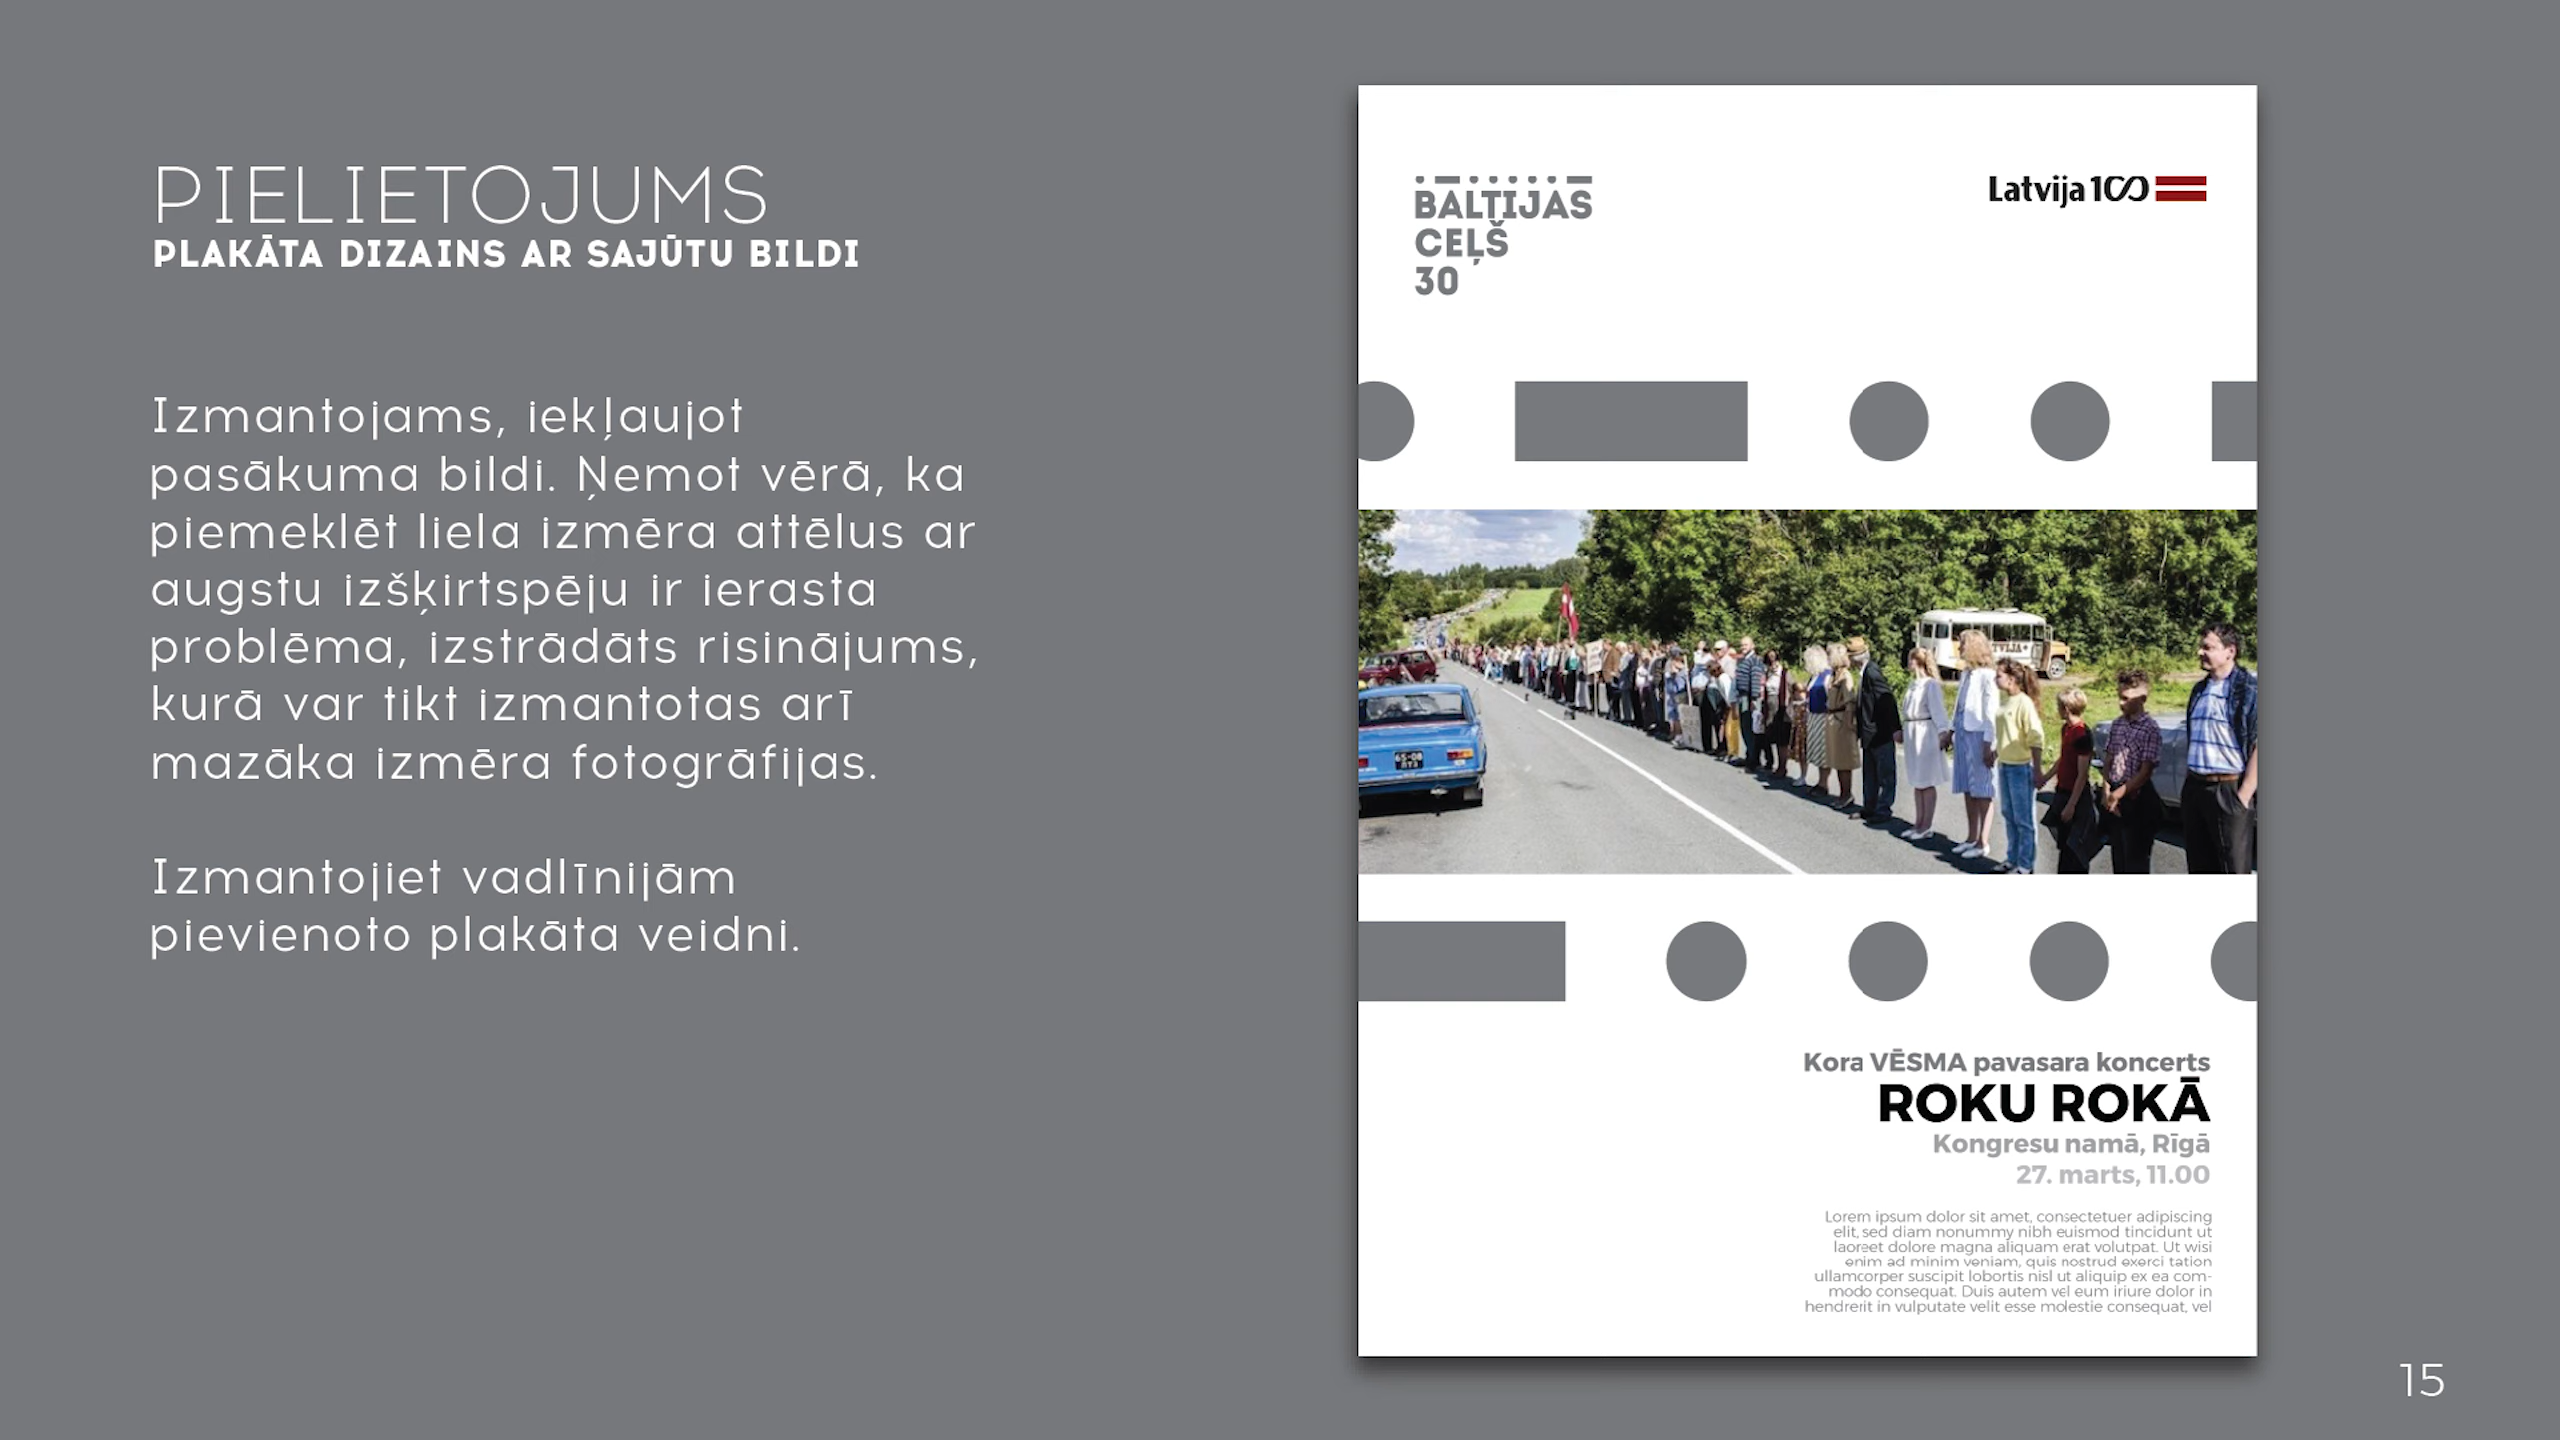 PIELIETOJUMS
PLAKĀTA DIZAINS AR SAJŪTU BILDI
Izmantojams, iekļaujot
pasākuma bildi. Ņemot vērā, ka
piemeklēt liela izmēra attēlus ar
augstu izšķirtspēju ir ierasta
problēma, izstrādāts risinājums,
kurā var tikt izmantotas arī
mazāka izmēra fotogrāfijas.
Izmantojiet vadlīnijām
pievienoto plakāta veidni.
BALTIJAS
CEĻŠ
30
Latvija 100
Kora VĒSMA pavasara koncerts
ROKU ROKĀ
Kongresu namā, Rīgā
27. marts, 11.00
Lorem ipsum dolor sit amet, consectetuer adipiscing
elit, sed diam nonummy nibh euismod tincidunt ut
laoreet dolore magna aliquam erat volutpat. Ut wisi
enim ad minim veniam, quis nostrud exerci tation
ullamcorper suscipit lobortis nisl ut aliquip ex ea com-
modo consequat. Duis autem vel eum iriure dolor in
hendrerit in vulputate velit esse molestie consequat, vel
15